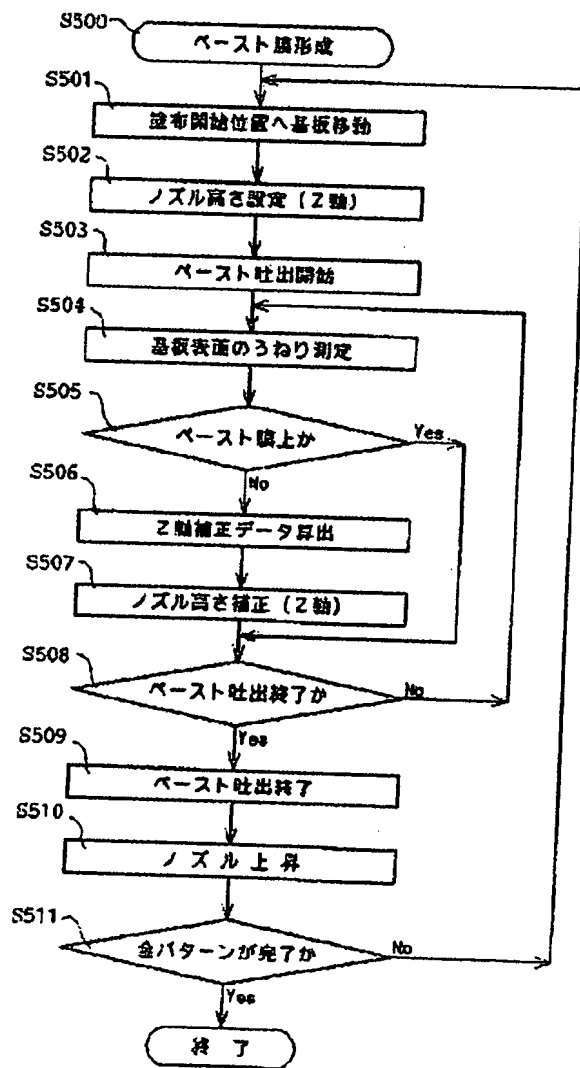 S500
ペースト膜形成
S501
塗布開始位置へ基板移動
S502
ノズル高さ設定(Z軸)
S503
ペースト吐出開始
S504
基板表面のうねり測定
S505
ペースト膜上か
Yes
No
S506
Z軸補正データ算出
S507
ノズル高さ補正(Z軸)
S508
ペースト吐出終了か
No
Yes
S509
ペースト吐出終了
S510
ノズル上昇
S511
全パターンが完了か
No
Yes
終了